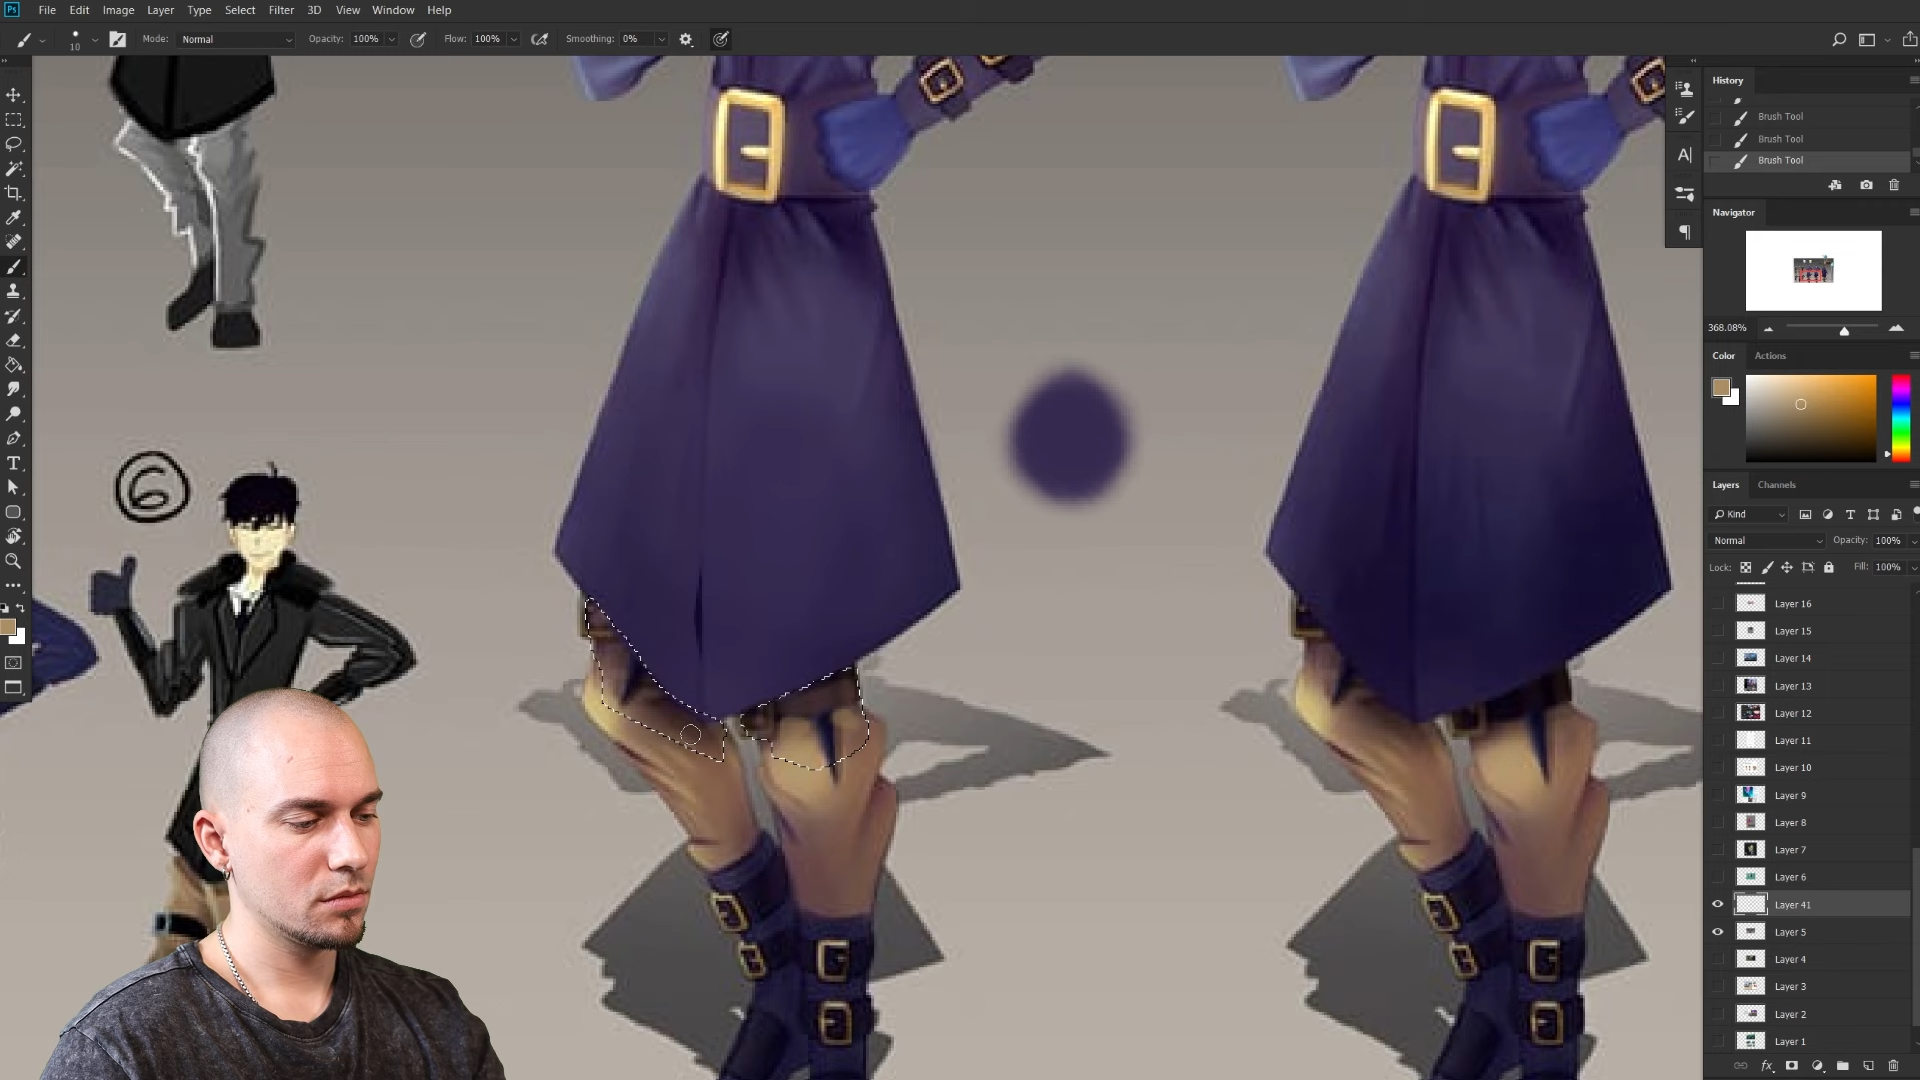 Ps File Edit Image Layer Type Select Filter 3D View Window Help
10 Mode: Normal Opacity: 100% Flow: 100% Smoothing: 0%
History
Brush Tool
Brush Tool
Brush Tool
Navigator
368.08%
Color Actions
Layers Channels
Kind
Normal Opacity: 100%
Lock: Fill: 100%
Layer 16
Layer 15
Layer 14
Layer 13
Layer 12
Layer 11
Layer 10
Layer 9
Layer 8
Layer 7
Layer 6
Layer 41
Layer 5
Layer 4
Layer 3
Layer 2
Layer 1
6